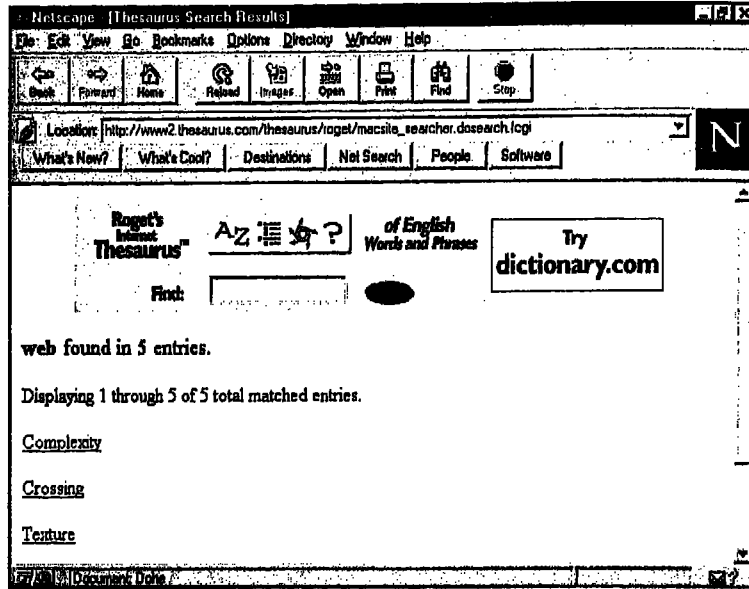 Netscape - [Thesaurus Search Results]
File Edit View Go Bookmarks Options Directory Window Help
Back Forward Home Reload Images Open Print Find Stop
Location: http://www2.thesaurus.com/thesaurus/roget/macsite_searcher.dosearch.fcgi
What's New? What's Cool? Destinations Net Search People Software
N
Roget's
Internet
Thesaurus™
AZ ?
of English
Words and Phrases
Try
dictionary.com
Find:
web found in 5 entries.
Displaying 1 through 5 of 5 total matched entries.
Complexity
Crossing
Texture
Document: Done